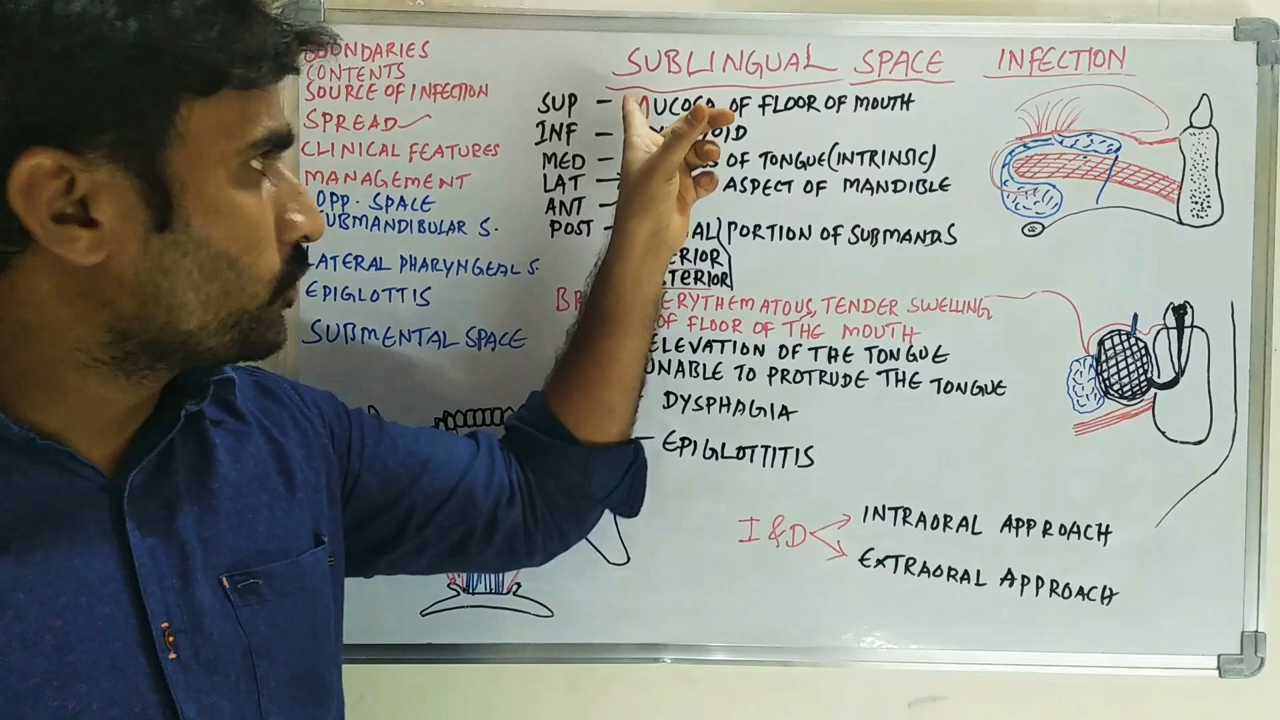 SUBLINGUAL SPACE INFECTION
BOUNDARIES
CONTENTS
SOURCE OF INFECTION
SPREAD
CLINICAL FEATURES
MANAGEMENT
OPP. SPACE
SUBMANDIBULAR S.
LATERAL PHARYNGEAL S.
EPIGLOTTIS
SUBMENTAL SPACE
SUP - MUCOSA OF FLOOR OF MOUTH
INF -
MED - OF TONGUE (INTRINSIC)
LAT - ASPECT OF MANDIBLE
ANT -
POST - PORTION OF SUBMAND.S
ERYTHEMATOUS, TENDER SWELLING
OF FLOOR OF THE MOUTH
ELEVATION OF THE TONGUE
UNABLE TO PROTRUDE THE TONGUE
DYSPHAGIA
EPIGLOTTITIS
I & D
INTRAORAL APPROACH
EXTRAORAL APPROACH